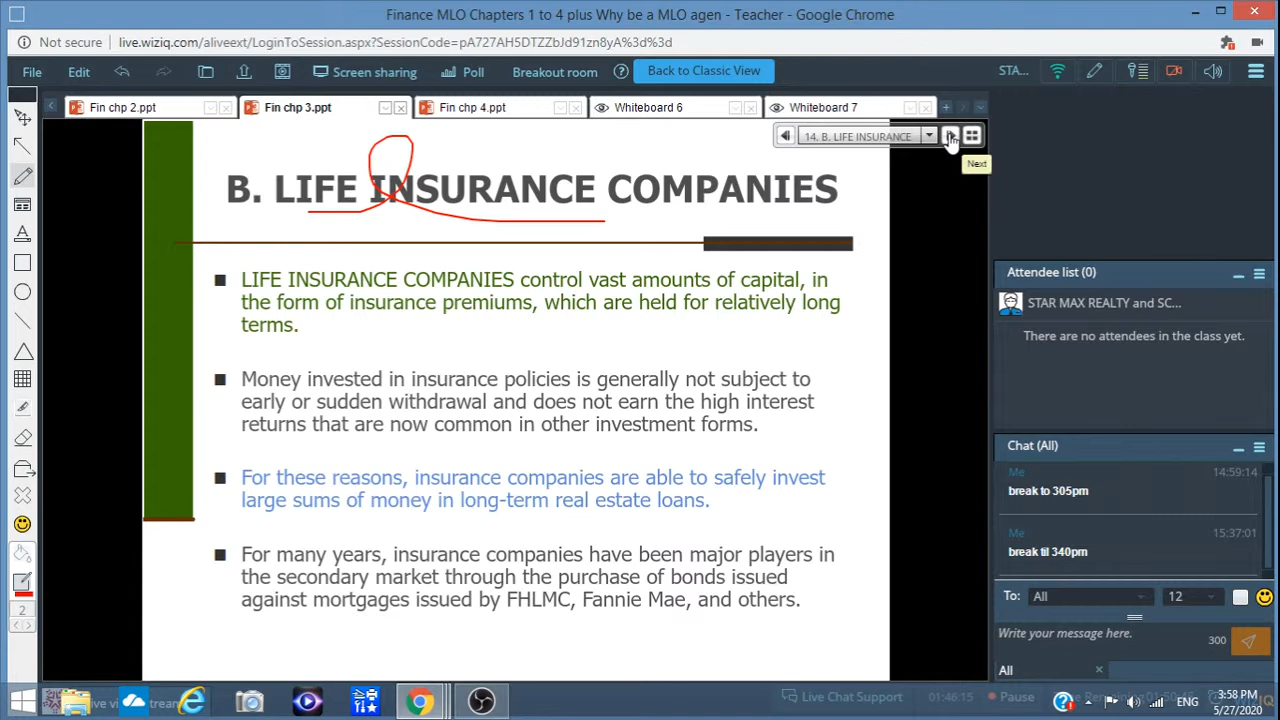 Finance MLO Chapters 1 to 4 plus Why be a MLO agen - Teacher - Google Chrome
Not secure | live.wiziq.com/aliveext/LoginToSession.aspx?SessionCode=pA727AH5DTZZbJd91zn8yA%3d%3d
File Edit Screen sharing Poll Breakout room Back to Classic View STA...
Fin chp 2.ppt Fin chp 3.ppt Fin chp 4.ppt Whiteboard 6 Whiteboard 7
14. B. LIFE INSURANCE
Next
B. LIFE INSURANCE COMPANIES
LIFE INSURANCE COMPANIES control vast amounts of capital, in
the form of insurance premiums, which are held for relatively long
terms.
Money invested in insurance policies is generally not subject to
early or sudden withdrawal and does not earn the high interest
returns that are now common in other investment forms.
For these reasons, insurance companies are able to safely invest
large sums of money in long-term real estate loans.
For many years, insurance companies have been major players in
the secondary market through the purchase of bonds issued
against mortgages issued by FHLMC, Fannie Mae, and others.
2
Attendee list (0)
STAR MAX REALTY and SC...
There are no attendees in the class yet.
Chat (All)
Me 14:59:14
break to 305pm
Me 15:37:01
break til 340pm
To: All 12
Write your message here. 300
All
Live Chat Support 01:46:15 Pause
ENG
3:58 PM
5/27/2020